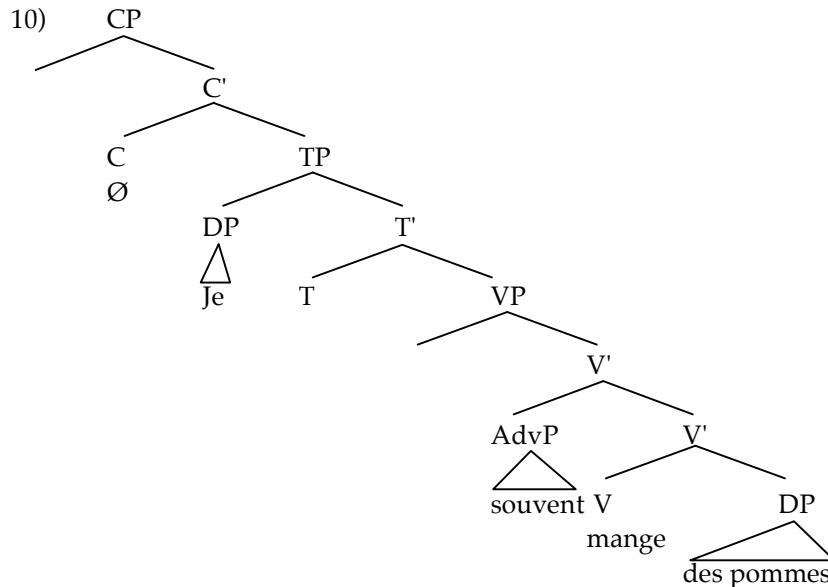 10) CP
C'
C TP
Ø
DP T'
Je T VP
V'
AdvP V'
souvent V DP
mange
des pommes